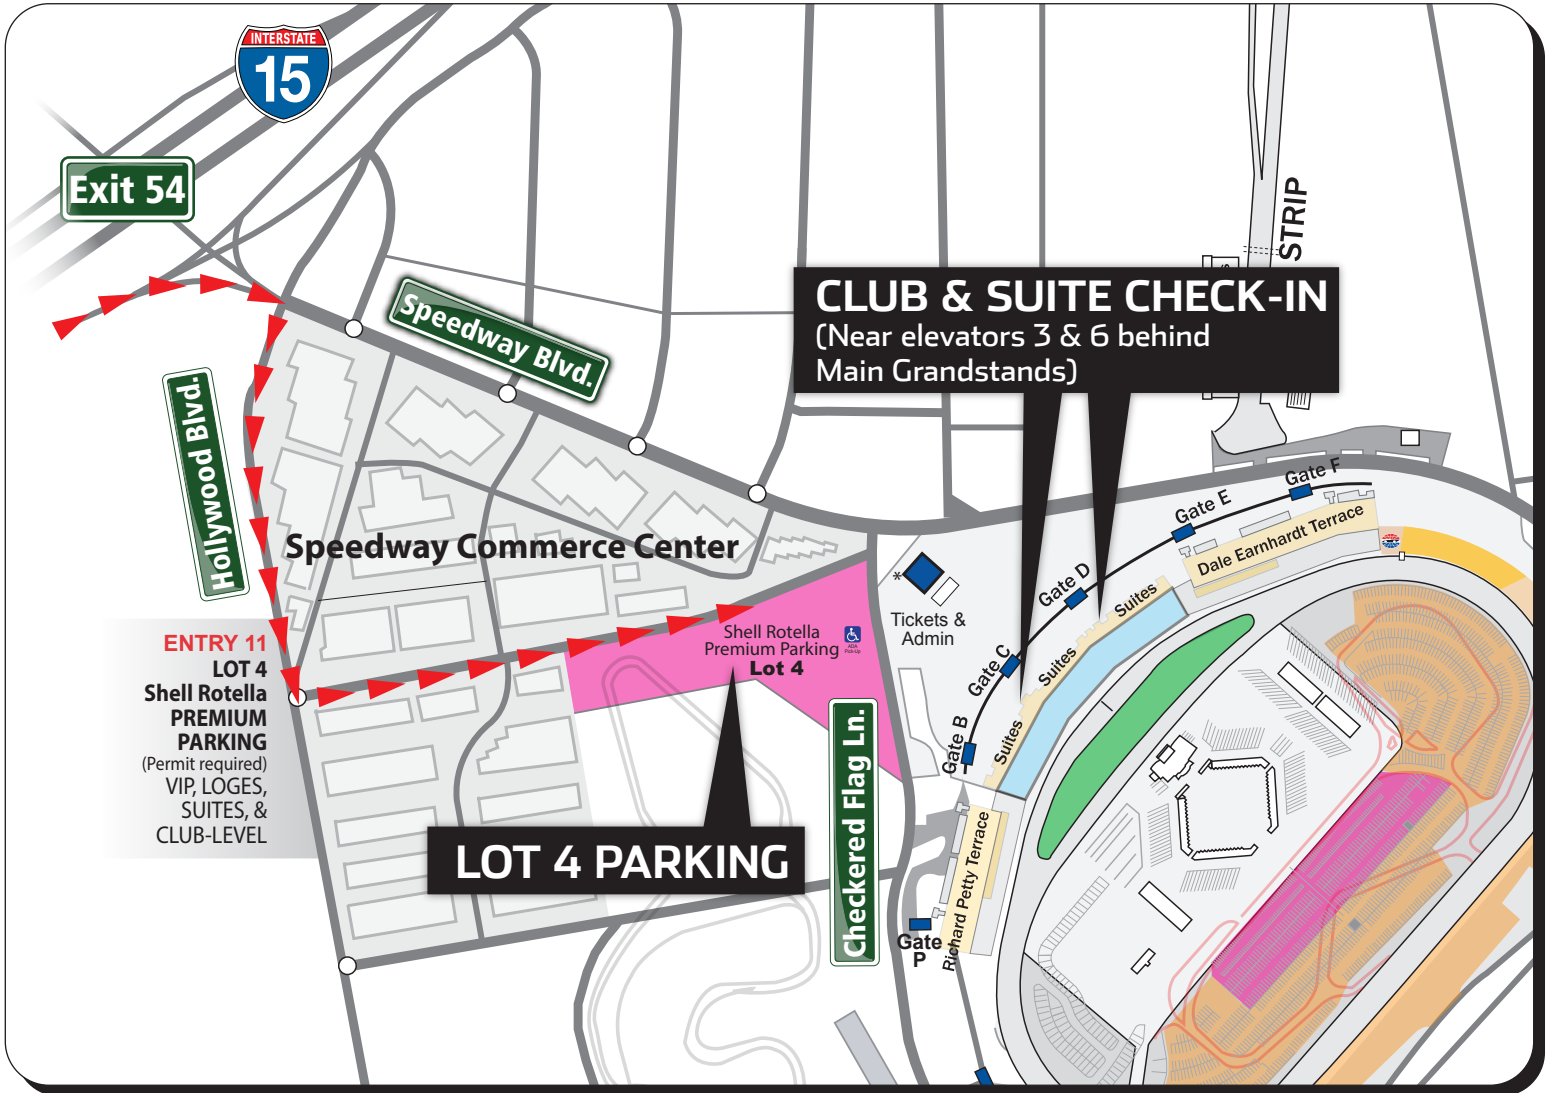 INTERSTATE
15
Exit 54
Speedway Blvd.
Hollywood Blvd.
STRIP
CLUB & SUITE CHECK-IN
(Near elevators 3 & 6 behind
Main Grandstands)
Speedway Commerce Center
ENTRY 11
LOT 4
Shell Rotella
PREMIUM
PARKING
(Permit required)
VIP, LOGES,
SUITES, &
CLUB-LEVEL
Shell Rotella
Premium Parking
Lot 4
ADA
Pick-Up
*
Tickets &
Admin
Gate B
Gate C
Gate D
Gate E
Gate F
Suites
Suites
Suites
Dale Earnhardt Terrace
Richard Petty Terrace
LOT 4 PARKING
Checkered Flag Ln.
Gate
P